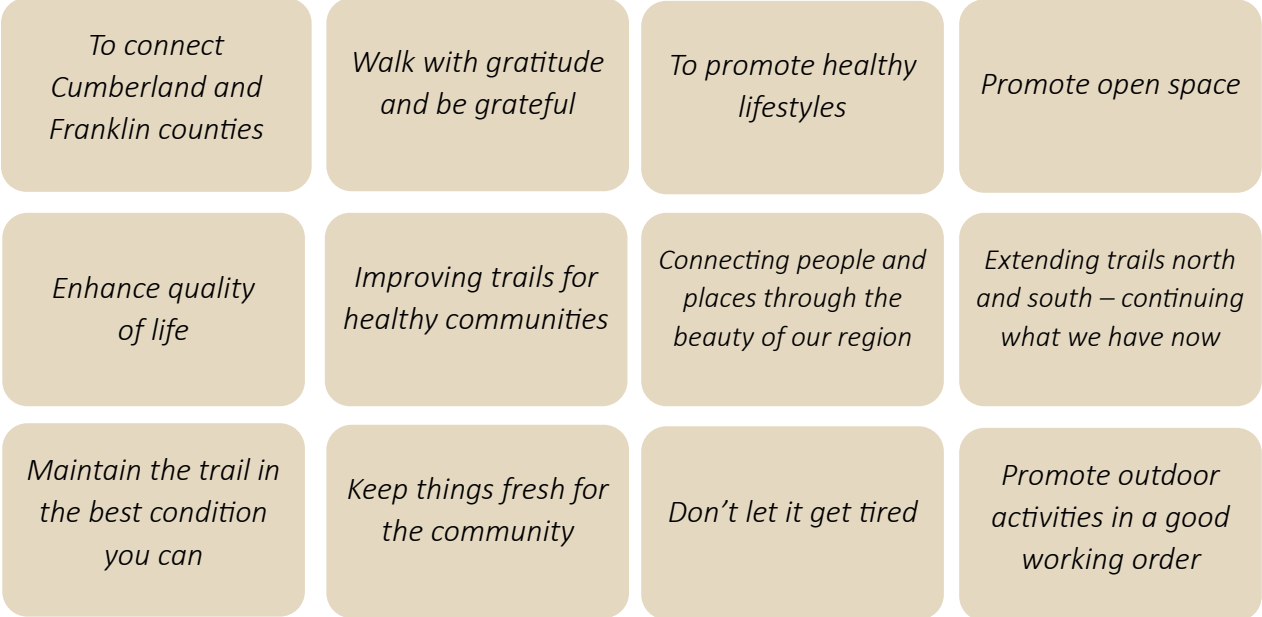 To connect
Cumberland and
Franklin counties
Walk with gratitude
and be grateful
To promote healthy
lifestyles
Promote open space
Enhance quality
of life
Improving trails for
healthy communities
Connecting people and
places through the
beauty of our region
Extending trails north
and south – continuing
what we have now
Maintain the trail in
the best condition
you can
Keep things fresh for
the community
Don’t let it get tired
Promote outdoor
activities in a good
working order